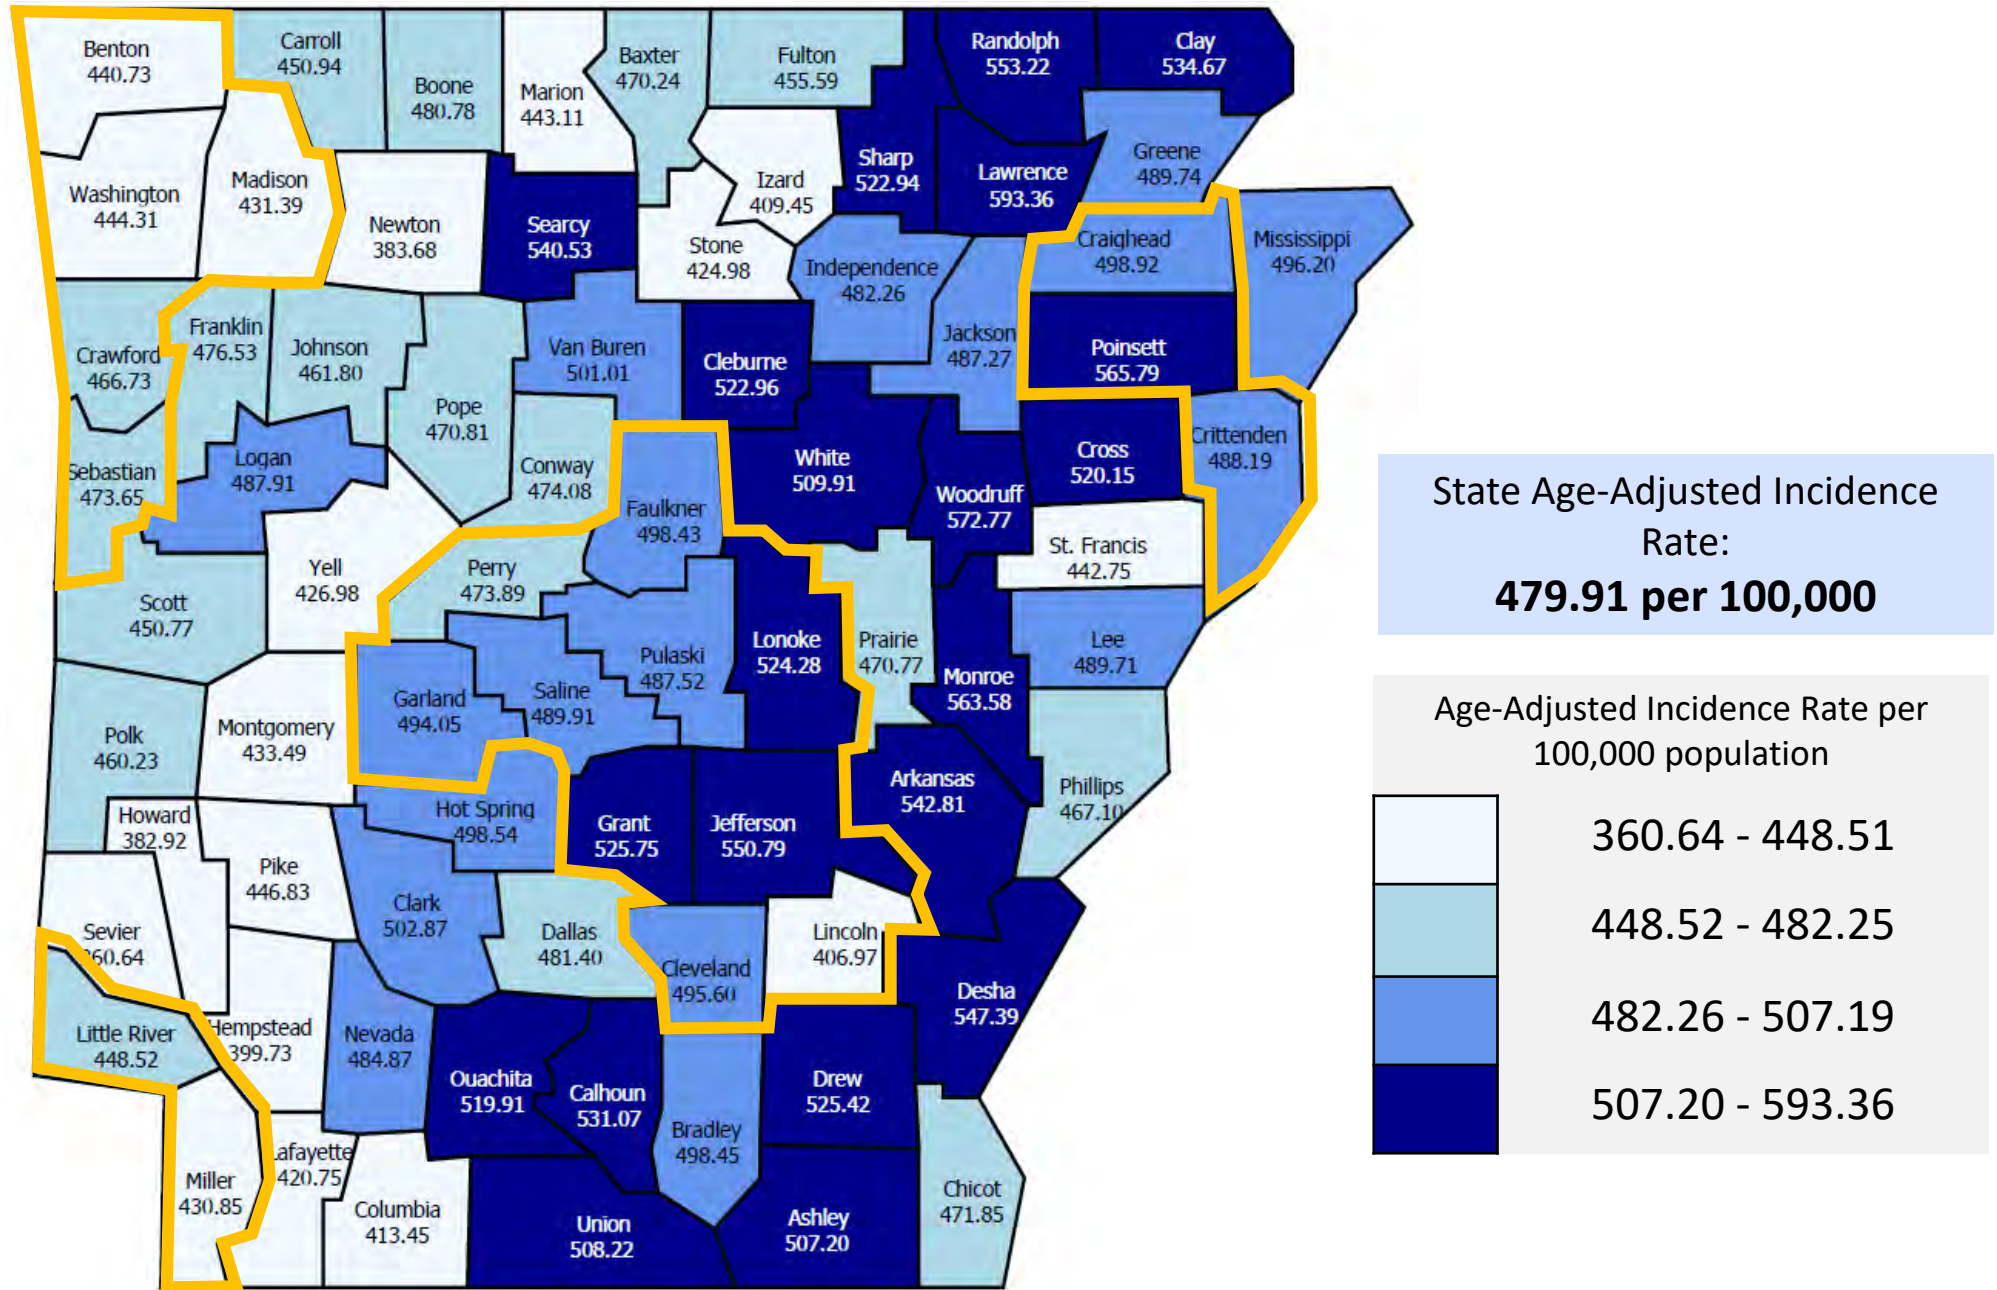 Benton
440.73
Carroll
450.94
Boone
480.78
Marion
443.11
Baxter
470.24
Fulton
455.59
Randolph
553.22
Clay
534.67
Washington
444.31
Madison
431.39
Newton
383.68
Searcy
540.53
Stone
424.98
Izard
409.45
Sharp
522.94
Lawrence
593.36
Greene
489.74
Independence
482.26
Craighead
498.92
Mississippi
496.20
Crawford
466.73
Franklin
476.53
Johnson
461.80
Pope
470.81
Van Buren
501.01
Cleburne
522.96
Jackson
487.27
Poinsett
565.79
Sebastian
473.65
Logan
487.91
Conway
474.08
Faulkner
498.43
White
509.91
Woodruff
572.77
Cross
520.15
Crittenden
488.19
St. Francis
442.75
Yell
426.98
Perry
473.89
Scott
450.77
Lonoke
524.28
Prairie
470.77
Lee
489.71
Pulaski
487.52
Saline
489.91
Garland
494.05
Monroe
563.58
Montgomery
433.49
Polk
460.23
Arkansas
542.81
Phillips
467.10
Howard
382.92
Hot Spring
498.54
Grant
525.75
Jefferson
550.79
Pike
446.83
Clark
502.87
Dallas
481.40
Cleveland
495.60
Lincoln
406.97
Sevier
360.64
Desha
547.39
Little River
448.52
Hempstead
399.73
Nevada
484.87
Ouachita
519.91
Calhoun
531.07
Drew
525.42
Bradley
498.45
Miller
430.85
Lafayette
420.75
Columbia
413.45
Union
508.22
Ashley
507.20
Chicot
471.85
State Age-Adjusted Incidence
Rate:
479.91 per 100,000
Age-Adjusted Incidence Rate per
100,000 population
360.64 - 448.51
448.52 - 482.25
482.26 - 507.19
507.20 - 593.36